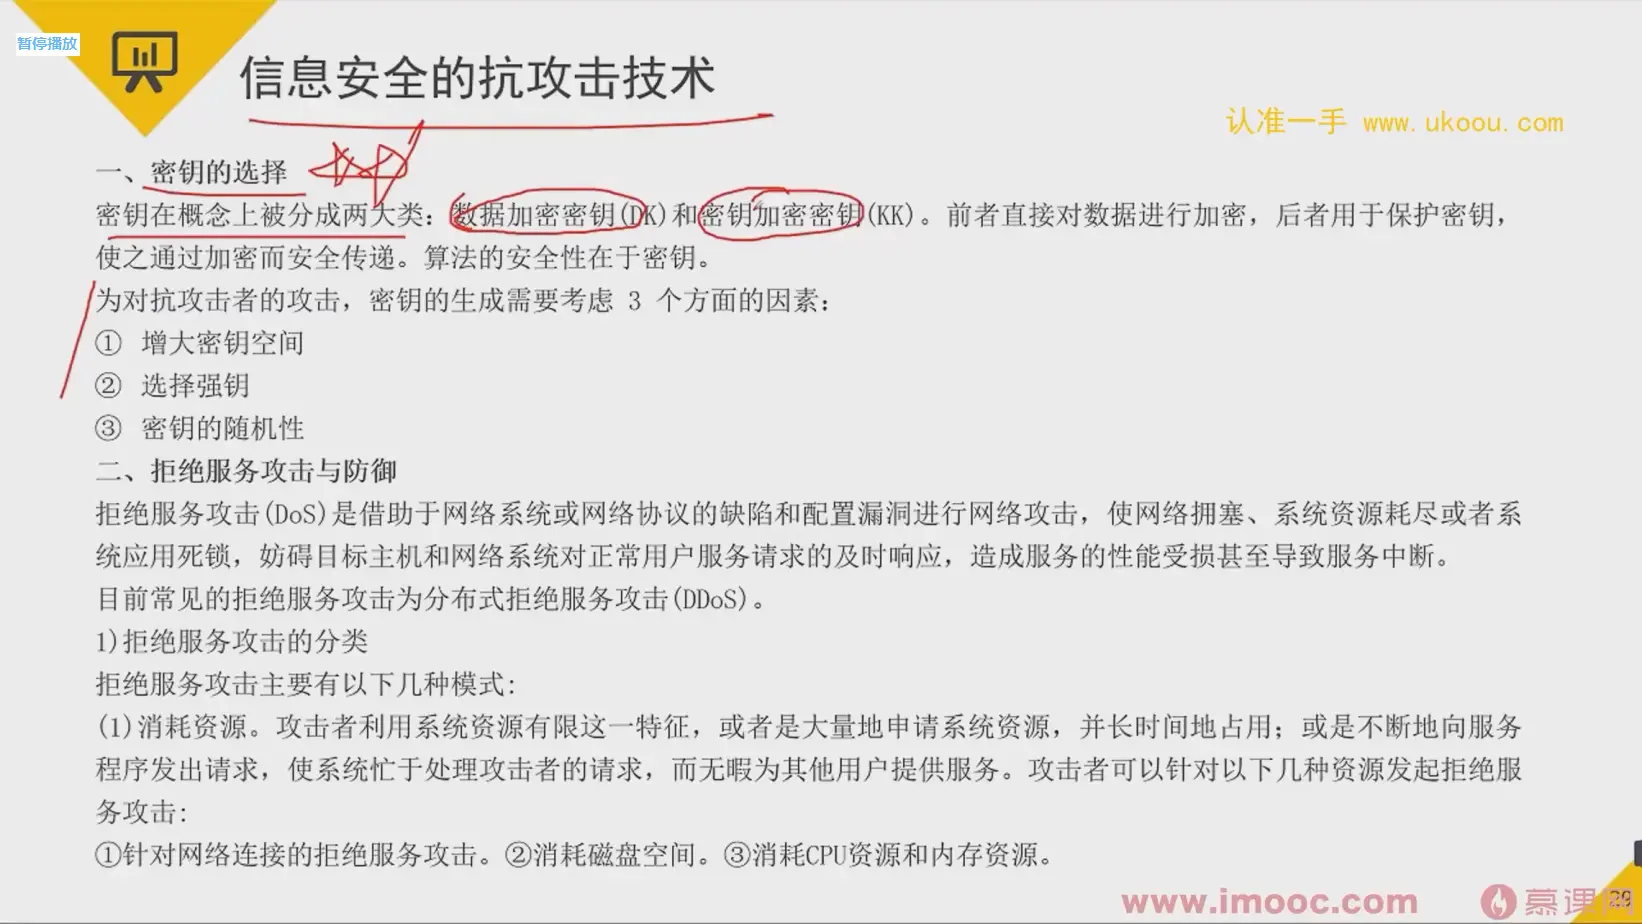 暂停播放
信息安全的抗攻击技术
认准一手 www.ukoou.com
一、密钥的选择
密钥在概念上被分成两大类：数据加密密钥(DK)和密钥加密密钥(KK)。前者直接对数据进行加密，后者用于保护密钥，
使之通过加密而安全传递。算法的安全性在于密钥。
为对抗攻击者的攻击，密钥的生成需要考虑 3 个方面的因素：
① 增大密钥空间
② 选择强钥
③ 密钥的随机性
二、拒绝服务攻击与防御
拒绝服务攻击(DoS)是借助于网络系统或网络协议的缺陷和配置漏洞进行网络攻击，使网络拥塞、系统资源耗尽或者系
统应用死锁，妨碍目标主机和网络系统对正常用户服务请求的及时响应，造成服务的性能受损甚至导致服务中断。
目前常见的拒绝服务攻击为分布式拒绝服务攻击(DDoS)。
1)拒绝服务攻击的分类
拒绝服务攻击主要有以下几种模式：
(1)消耗资源。攻击者利用系统资源有限这一特征，或者是大量地申请系统资源，并长时间地占用；或是不断地向服务
程序发出请求，使系统忙于处理攻击者的请求，而无暇为其他用户提供服务。攻击者可以针对以下几种资源发起拒绝服
务攻击：
①针对网络连接的拒绝服务攻击。②消耗磁盘空间。③消耗CPU资源和内存资源。
www.imooc.com 慕课网
29